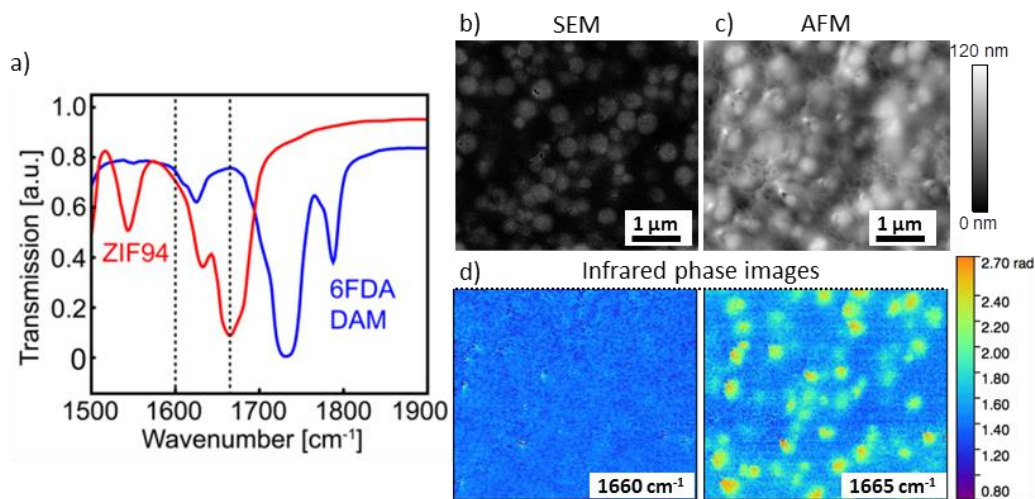 a)
Transmission [a.u.]
1.0
0.8
0.6
0.4
0.2
0
ZIF94
6FDA
DAM
1500 1600 1700 1800 1900
Wavenumber [cm⁻¹]
b) SEM
1 µm
c) AFM
1 µm
120 nm
0 nm
d) Infrared phase images
1660 cm⁻¹
1665 cm⁻¹
2.70 rad
2.40
2.20
2.00
1.80
1.60
1.40
1.20
1.00
0.80